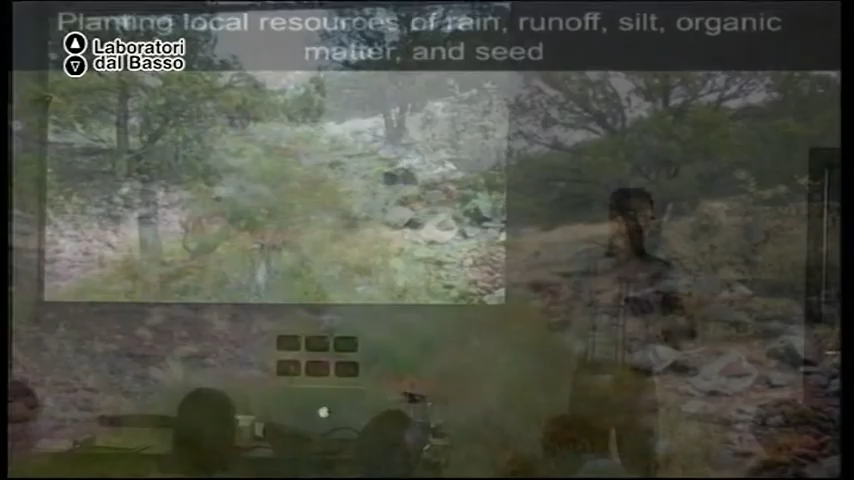 Planting local resources of rain, runoff, silt, organic
matter, and seed
Laboratori
dal Basso